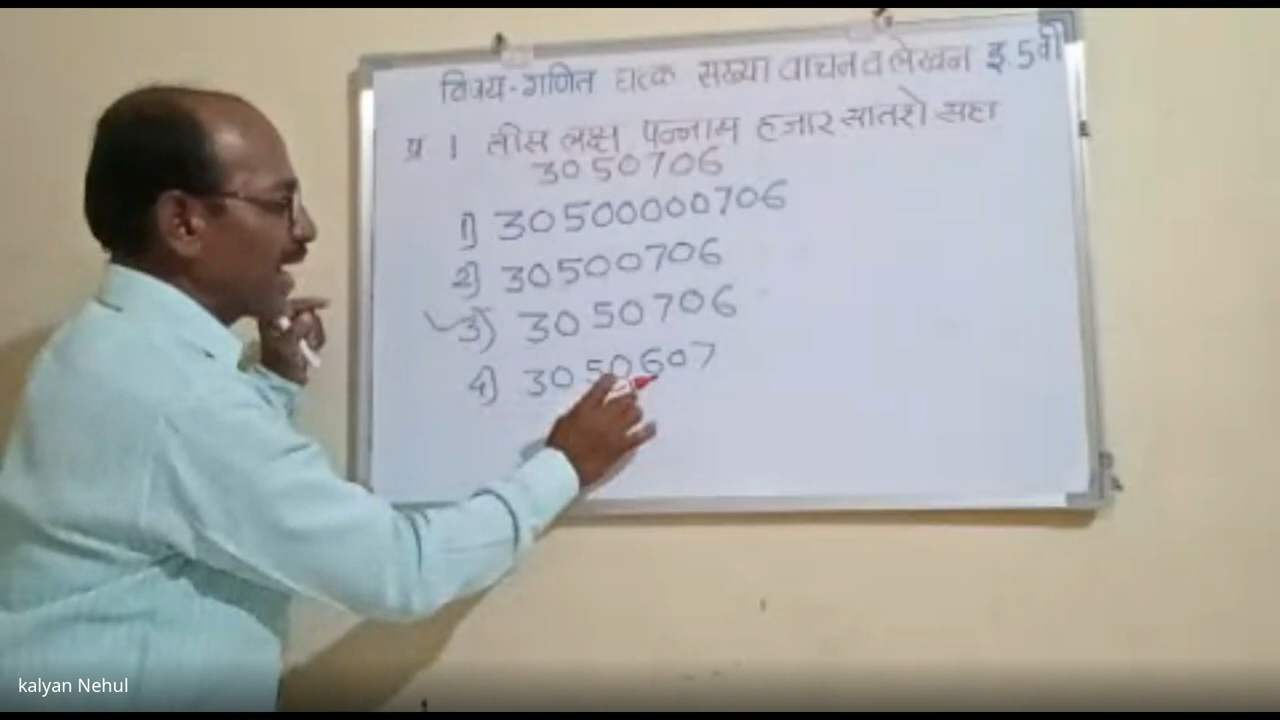 विषय - गणित घटक संख्या वाचन व लेखन इ. 5 वी
प्र. 1 तीस लक्ष पन्नास हजार सातशे सहा
3050706
1) 30500000706
2) 30500706
3) 3050706
4) 3050607
kalyan Nehul